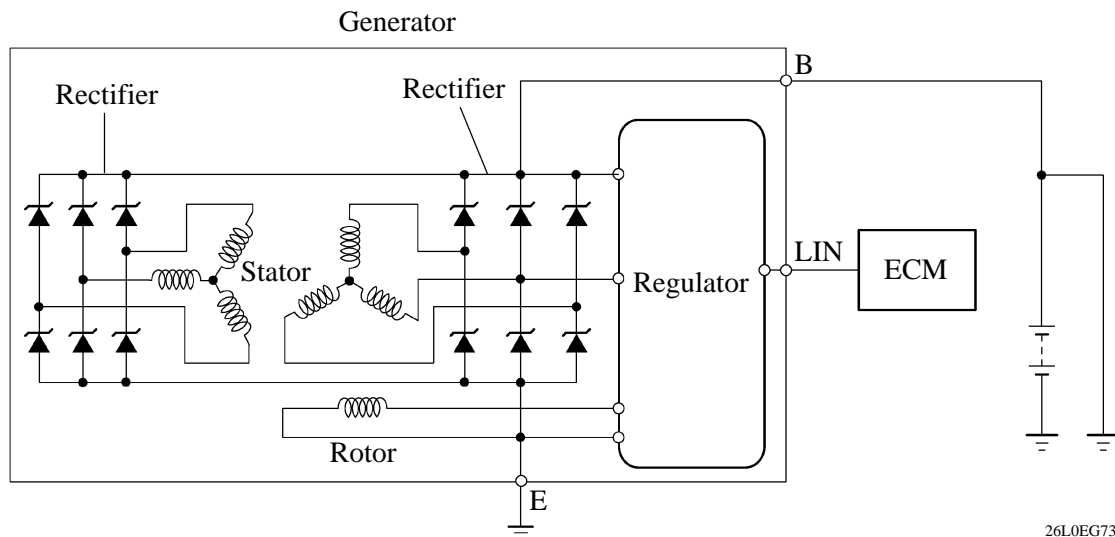 Generator
B
Rectifier
Rectifier
LIN
ECM
Stator
Regulator
Rotor
E
26L0EG73